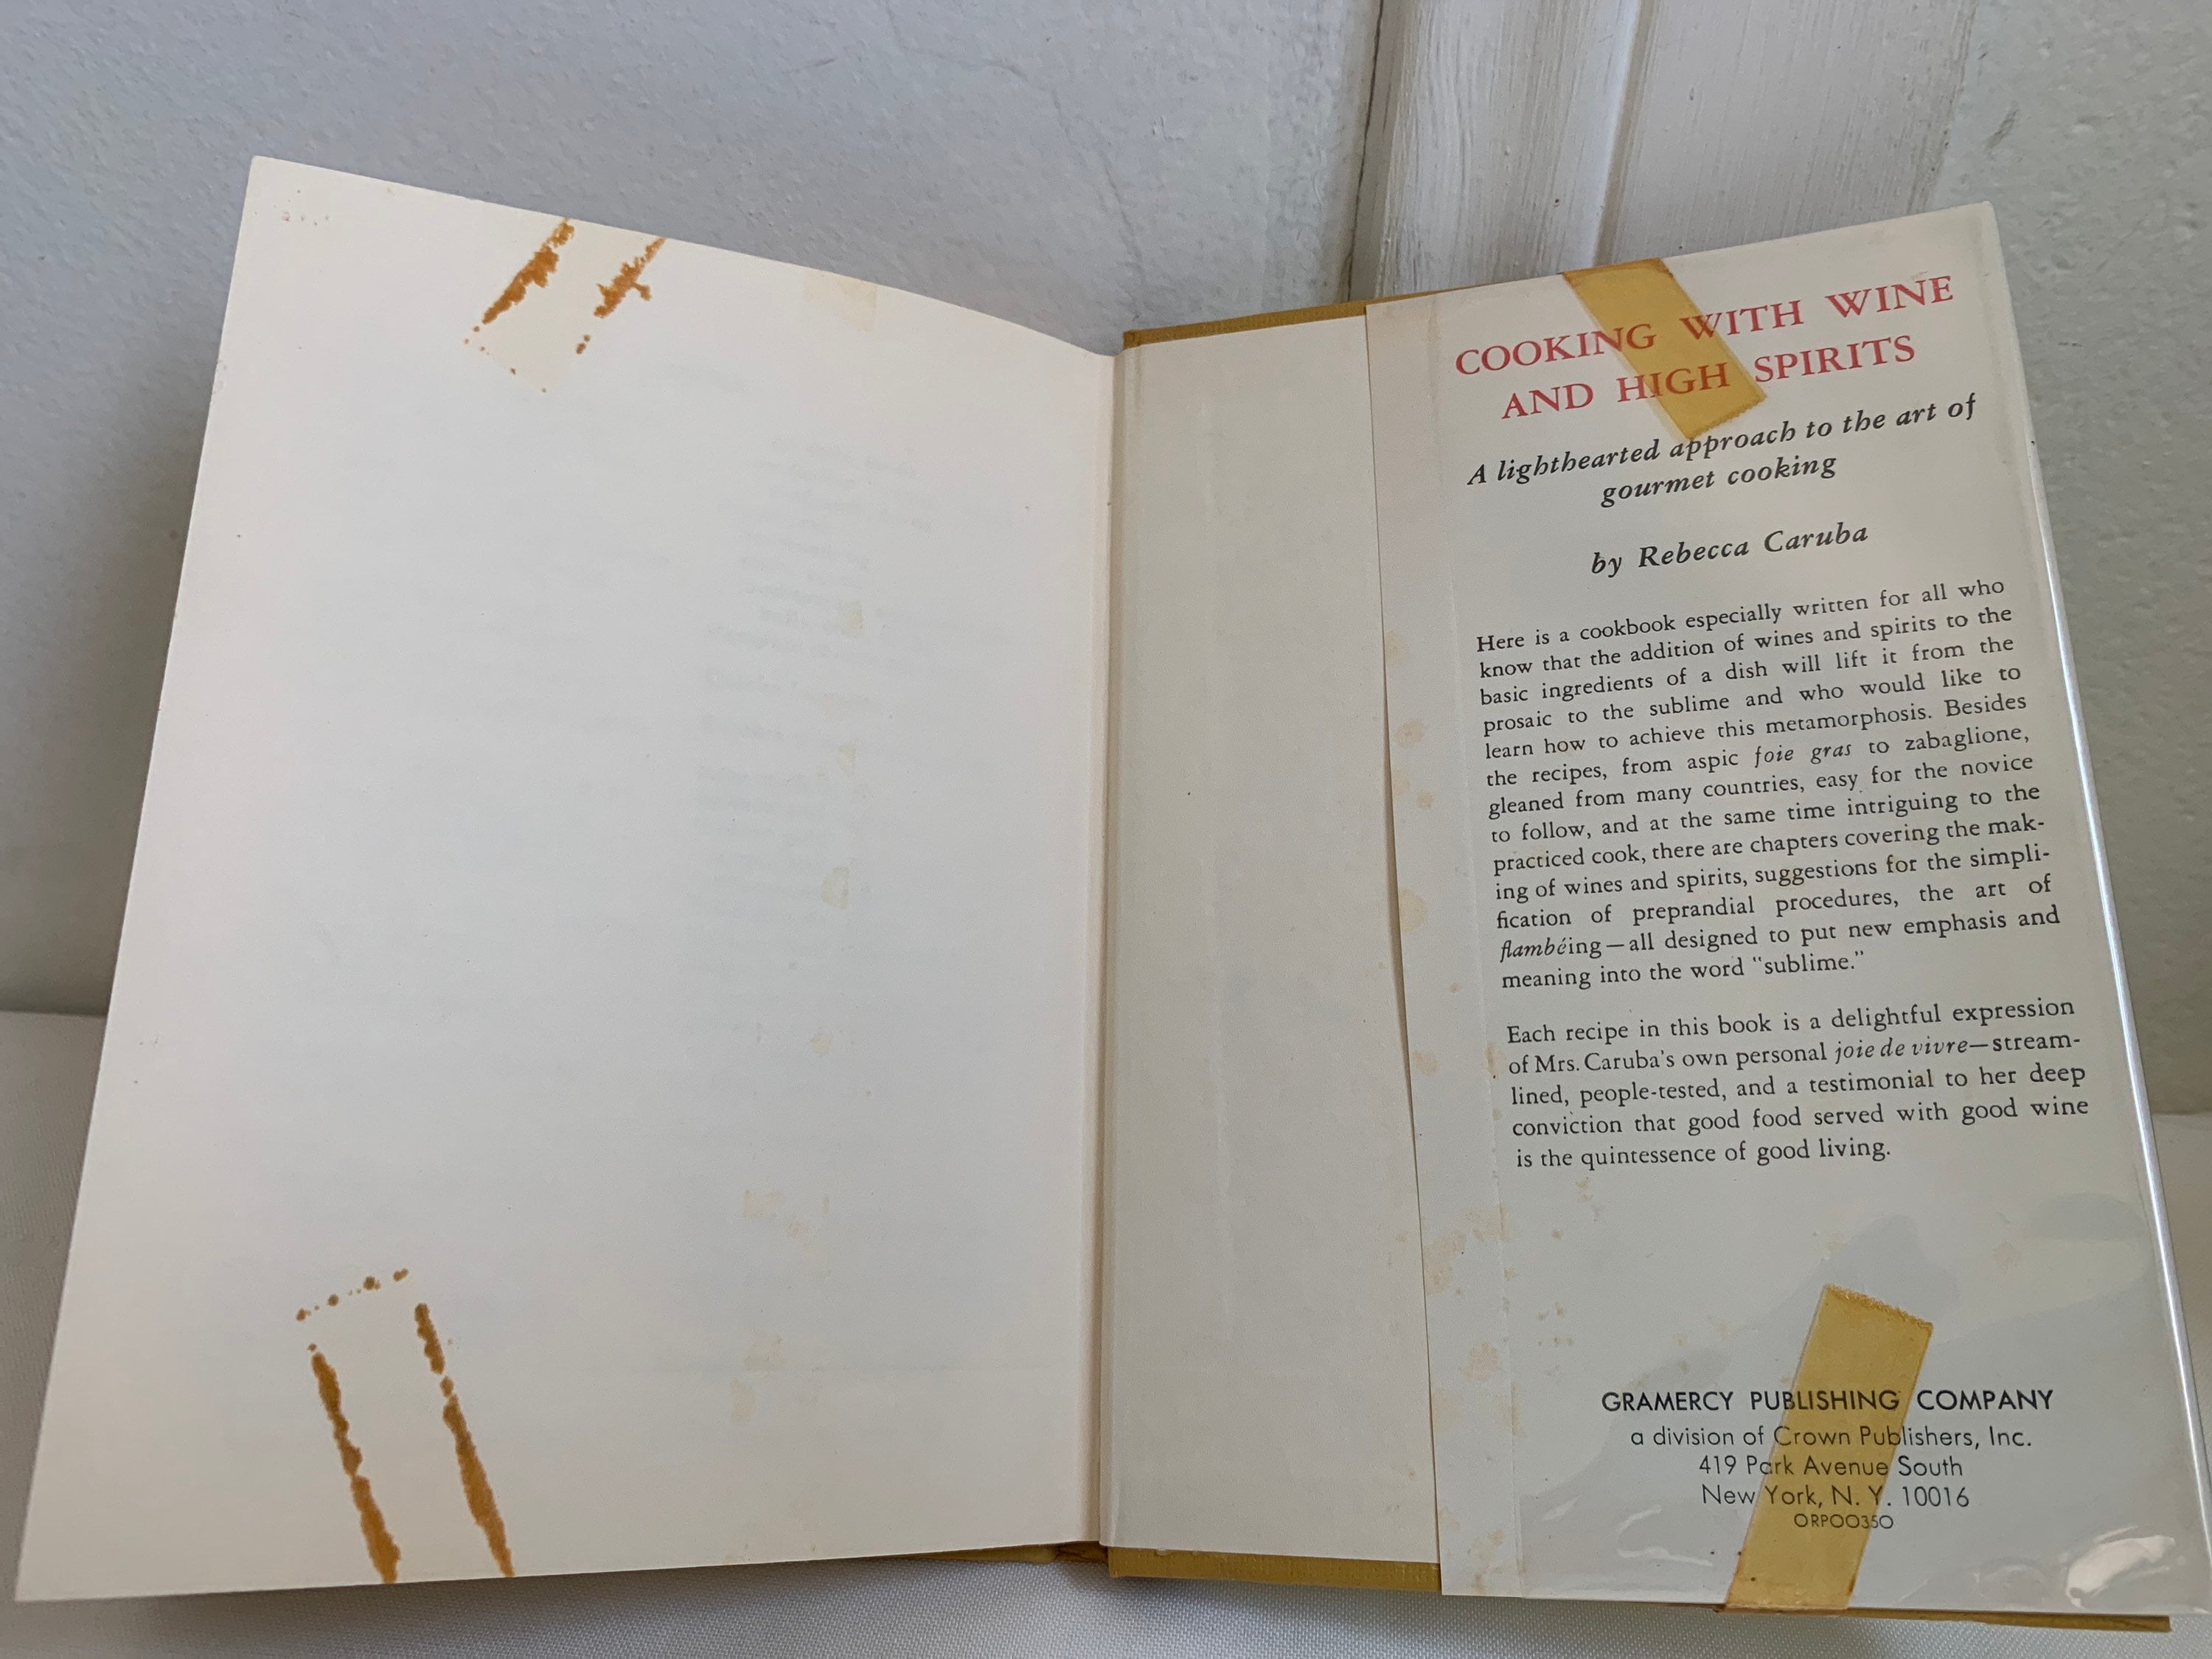 COOKING WITH WINE
AND HIGH SPIRITS
A lighthearted approach to the art of
gourmet cooking
by Rebecca Caruba
Here is a cookbook especially written for all who
know that the addition of wines and spirits to the
basic ingredients of a dish will lift it from the
prosaic to the sublime and who would like to
learn how to achieve this metamorphosis. Besides
the recipes, from aspic foie gras to zabaglione,
gleaned from many countries, easy for the novice
to follow, and at the same time intriguing to the
practiced cook, there are chapters covering the mak-
ing of wines and spirits, suggestions for the simpli-
fication of preprandial procedures, the art of
flambéing—all designed to put new emphasis and
meaning into the word "sublime."
Each recipe in this book is a delightful expression
of Mrs. Caruba's own personal joie de vivre—stream-
lined, people-tested, and a testimonial to her deep
conviction that good food served with good wine
is the quintessence of good living.
GRAMERCY PUBLISHING COMPANY
a division of Crown Publishers, Inc.
419 Park Avenue South
New York, N. Y. 10016
ORPOO35O